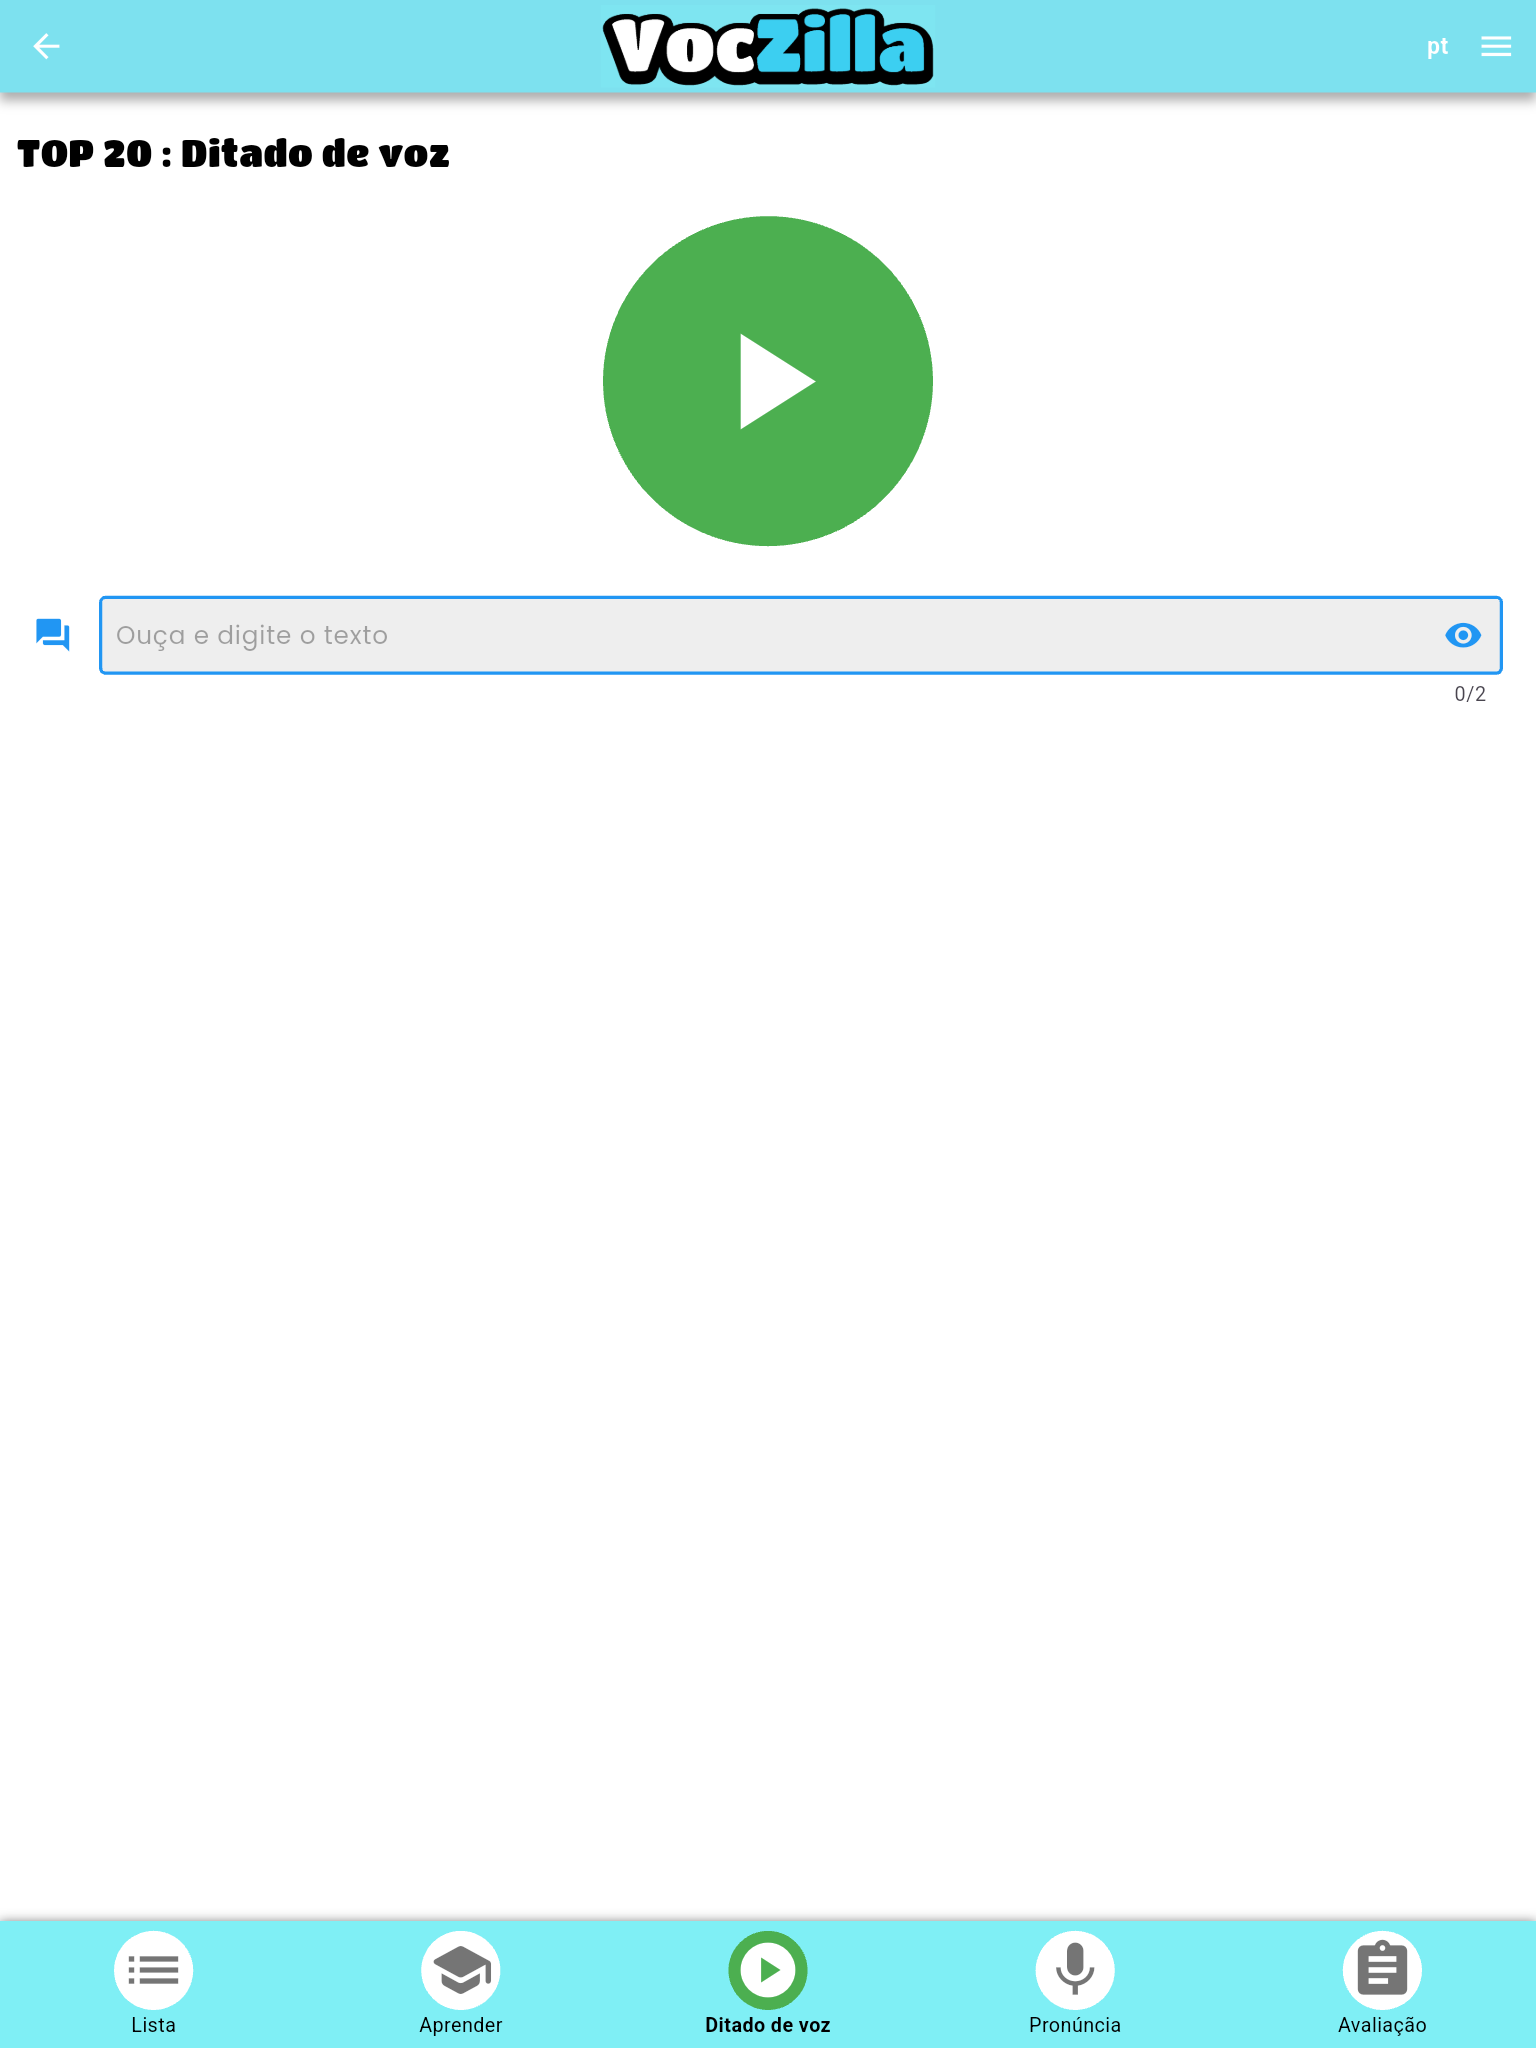 VocZilla
pt
TOP 20 : Ditado de voz
Ouça e digite o texto
0/2
Lista
Aprender
Ditado de voz
Pronúncia
Avaliação